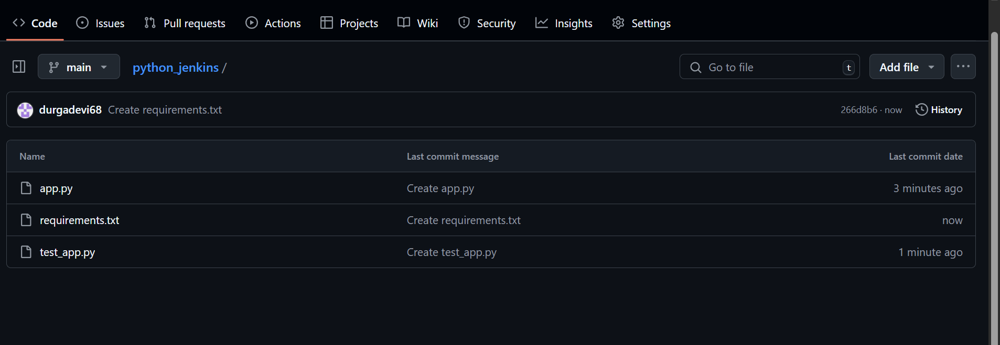 Code Issues Pull requests Actions Projects Wiki Security Insights Settings
main python_jenkins / Go to file t Add file ...
durgadevi68 Create requirements.txt 266d8b6 · now History
Name Last commit message Last commit date
app.py Create app.py 3 minutes ago
requirements.txt Create requirements.txt now
test_app.py Create test_app.py 1 minute ago